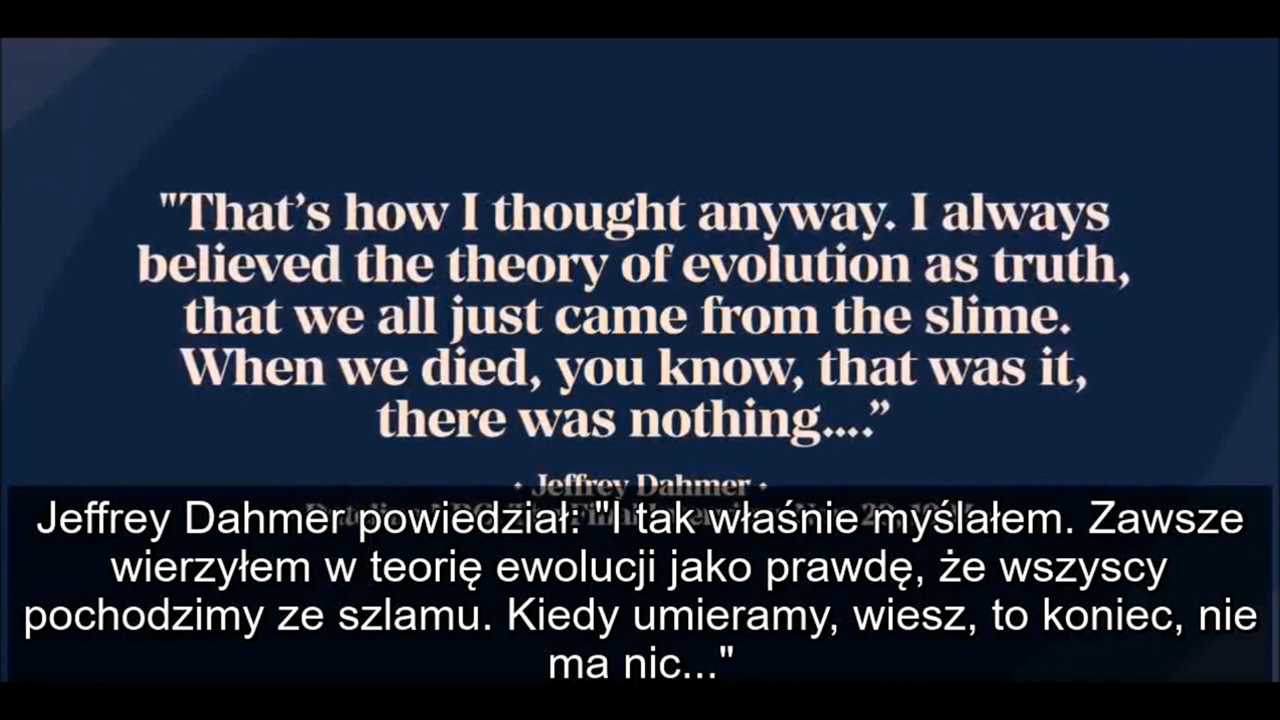 "That’s how I thought anyway. I always
believed the theory of evolution as truth,
that we all just came from the slime.
When we died, you know, that was it,
there was nothing....”
• Jeffrey Dahmer •
Jeffrey Dahmer powiedział: "I tak właśnie myślałem. Zawsze
wierzyłem w teorię ewolucji jako prawdę, że wszyscy
pochodzimy ze szlamu. Kiedy umieramy, wiesz, to koniec, nie
ma nic..."